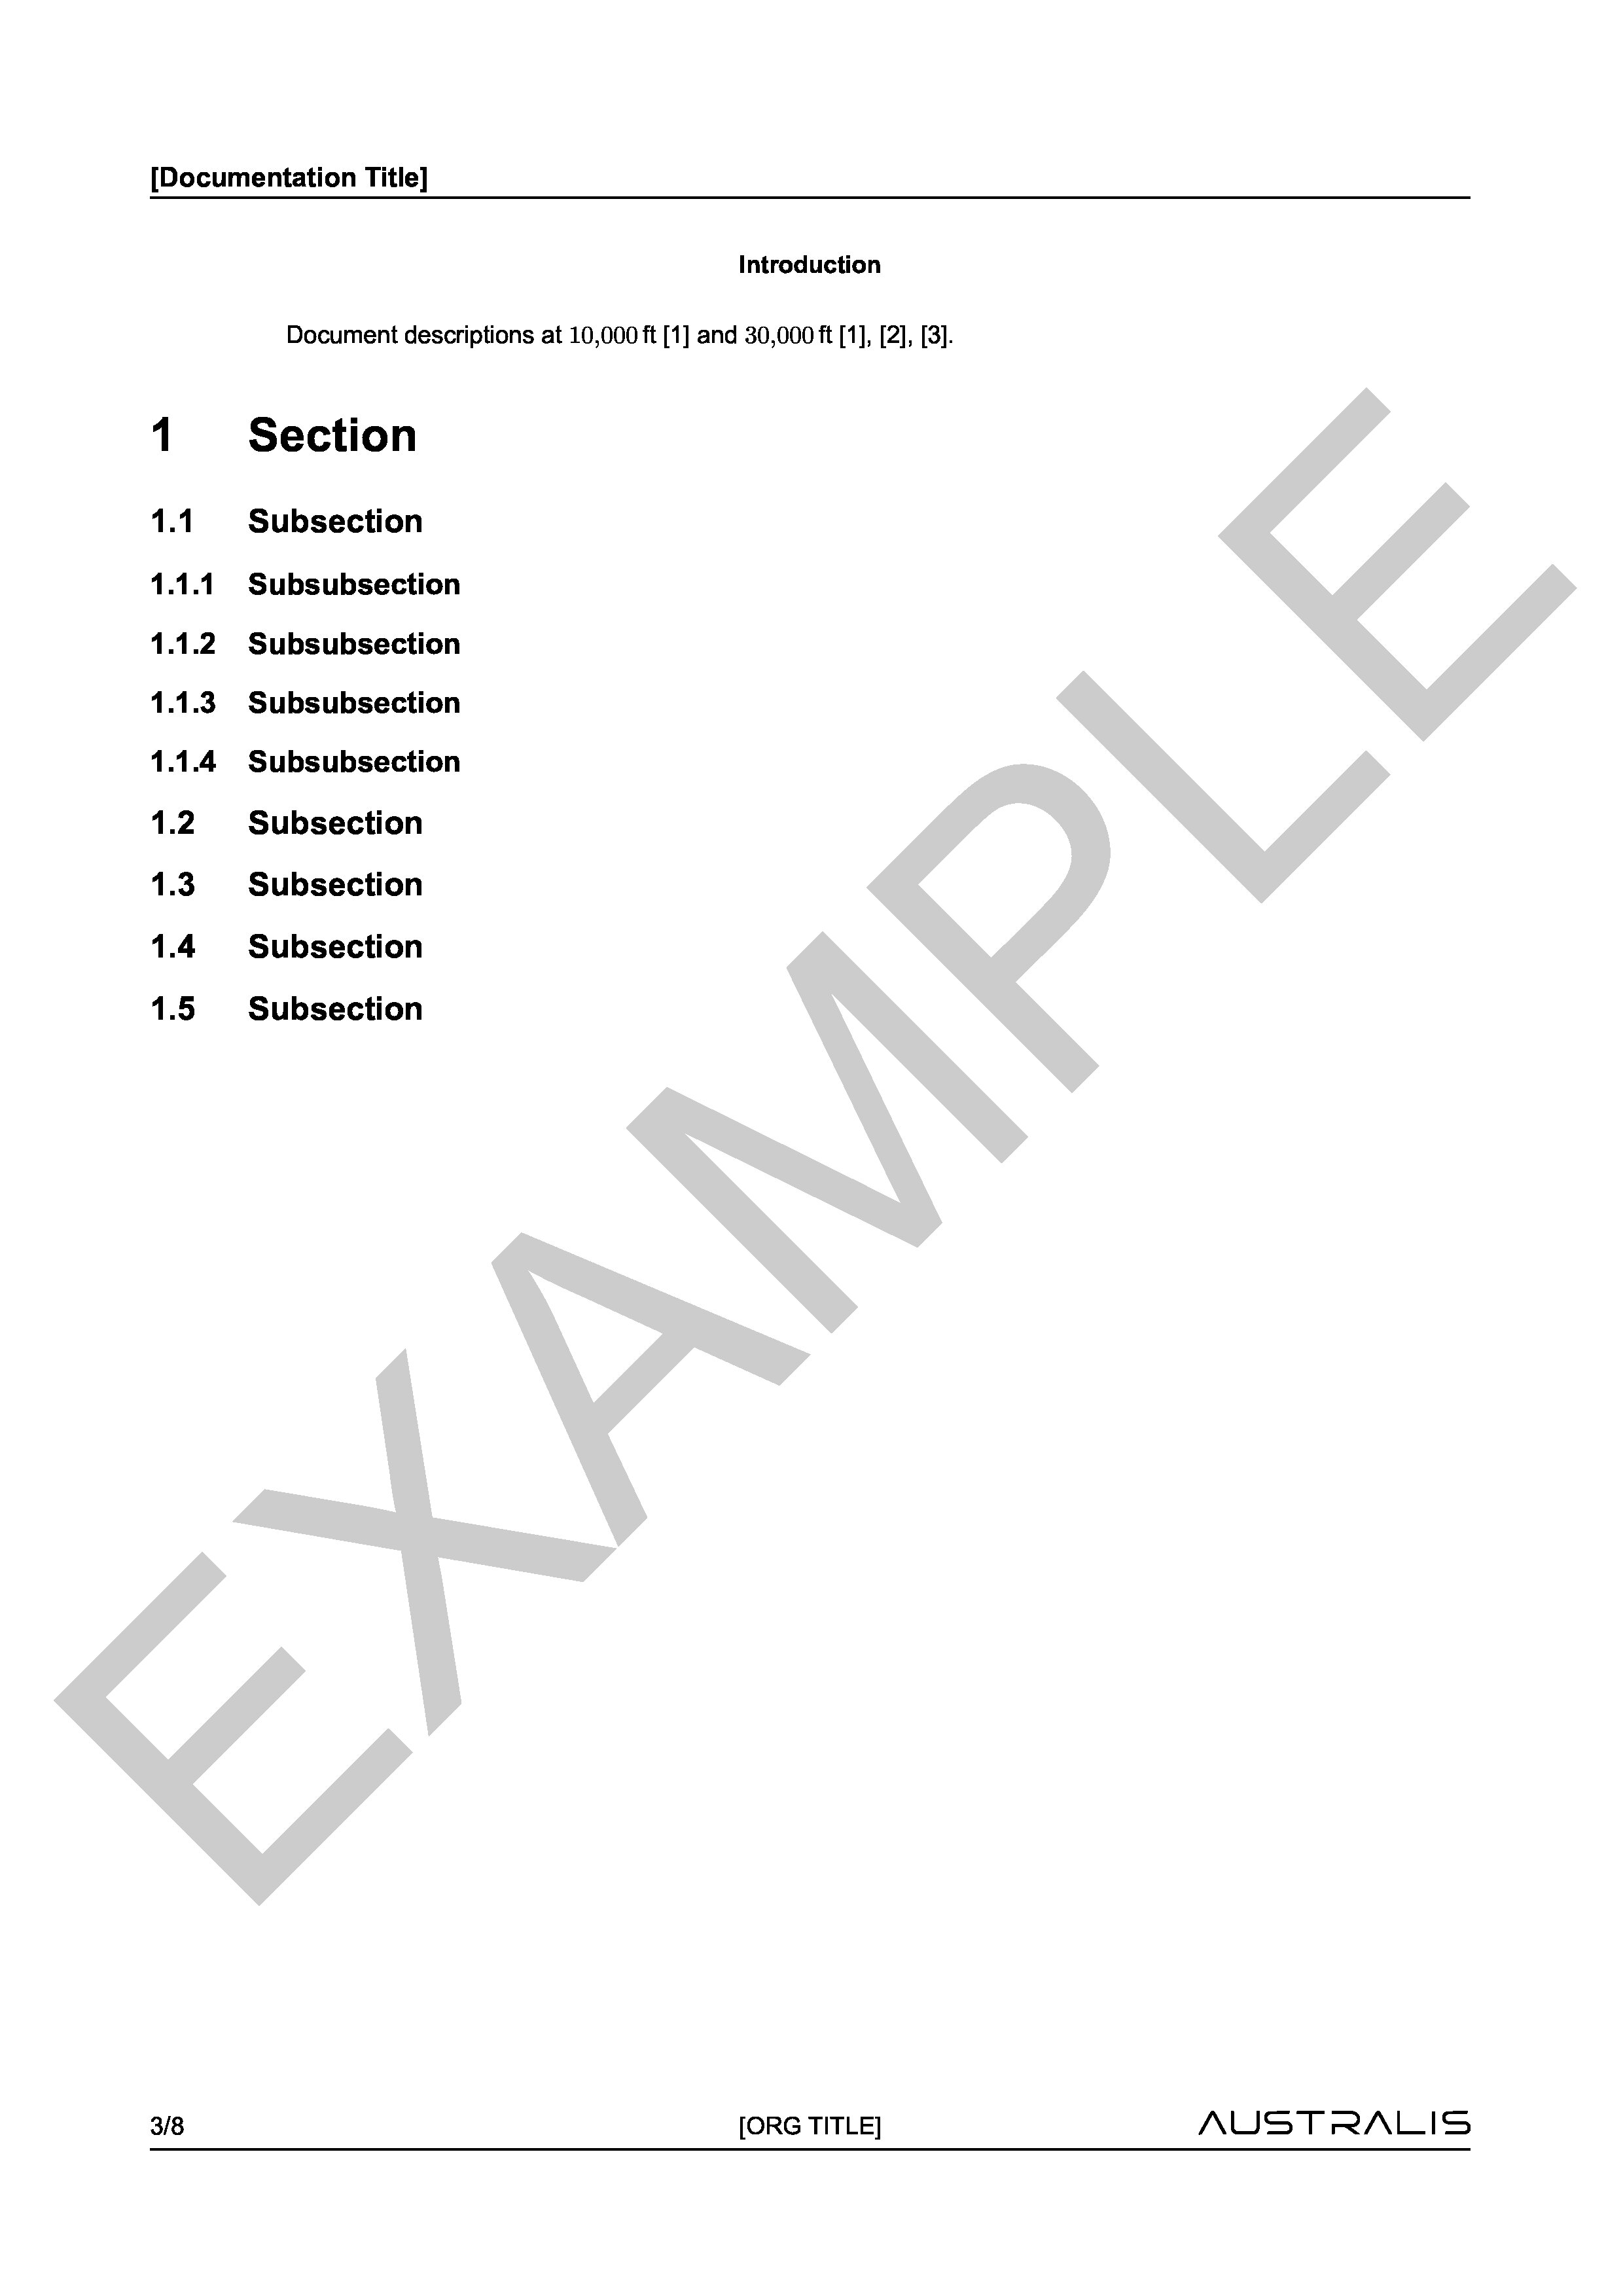 [Documentation Title]
Introduction
Document descriptions at 10,000 ft [1] and 30,000 ft [1], [2], [3].
1 Section
1.1 Subsection
1.1.1 Subsubsection
1.1.2 Subsubsection
1.1.3 Subsubsection
1.1.4 Subsubsection
1.2 Subsection
1.3 Subsection
1.4 Subsection
1.5 Subsection
EXAMPLE
3/8 [ORG TITLE] AUSTRALIS